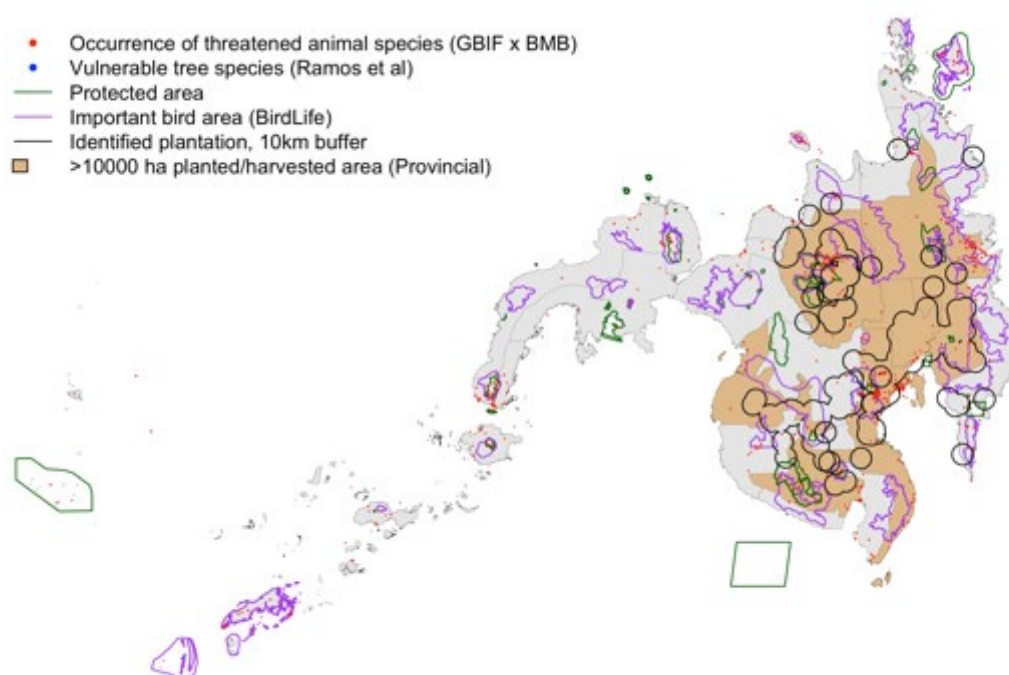 Occurrence of threatened animal species (GBIF x BMB)
Vulnerable tree species (Ramos et al)
Protected area
Important bird area (BirdLife)
Identified plantation, 10km buffer
>10000 ha planted/harvested area (Provincial)